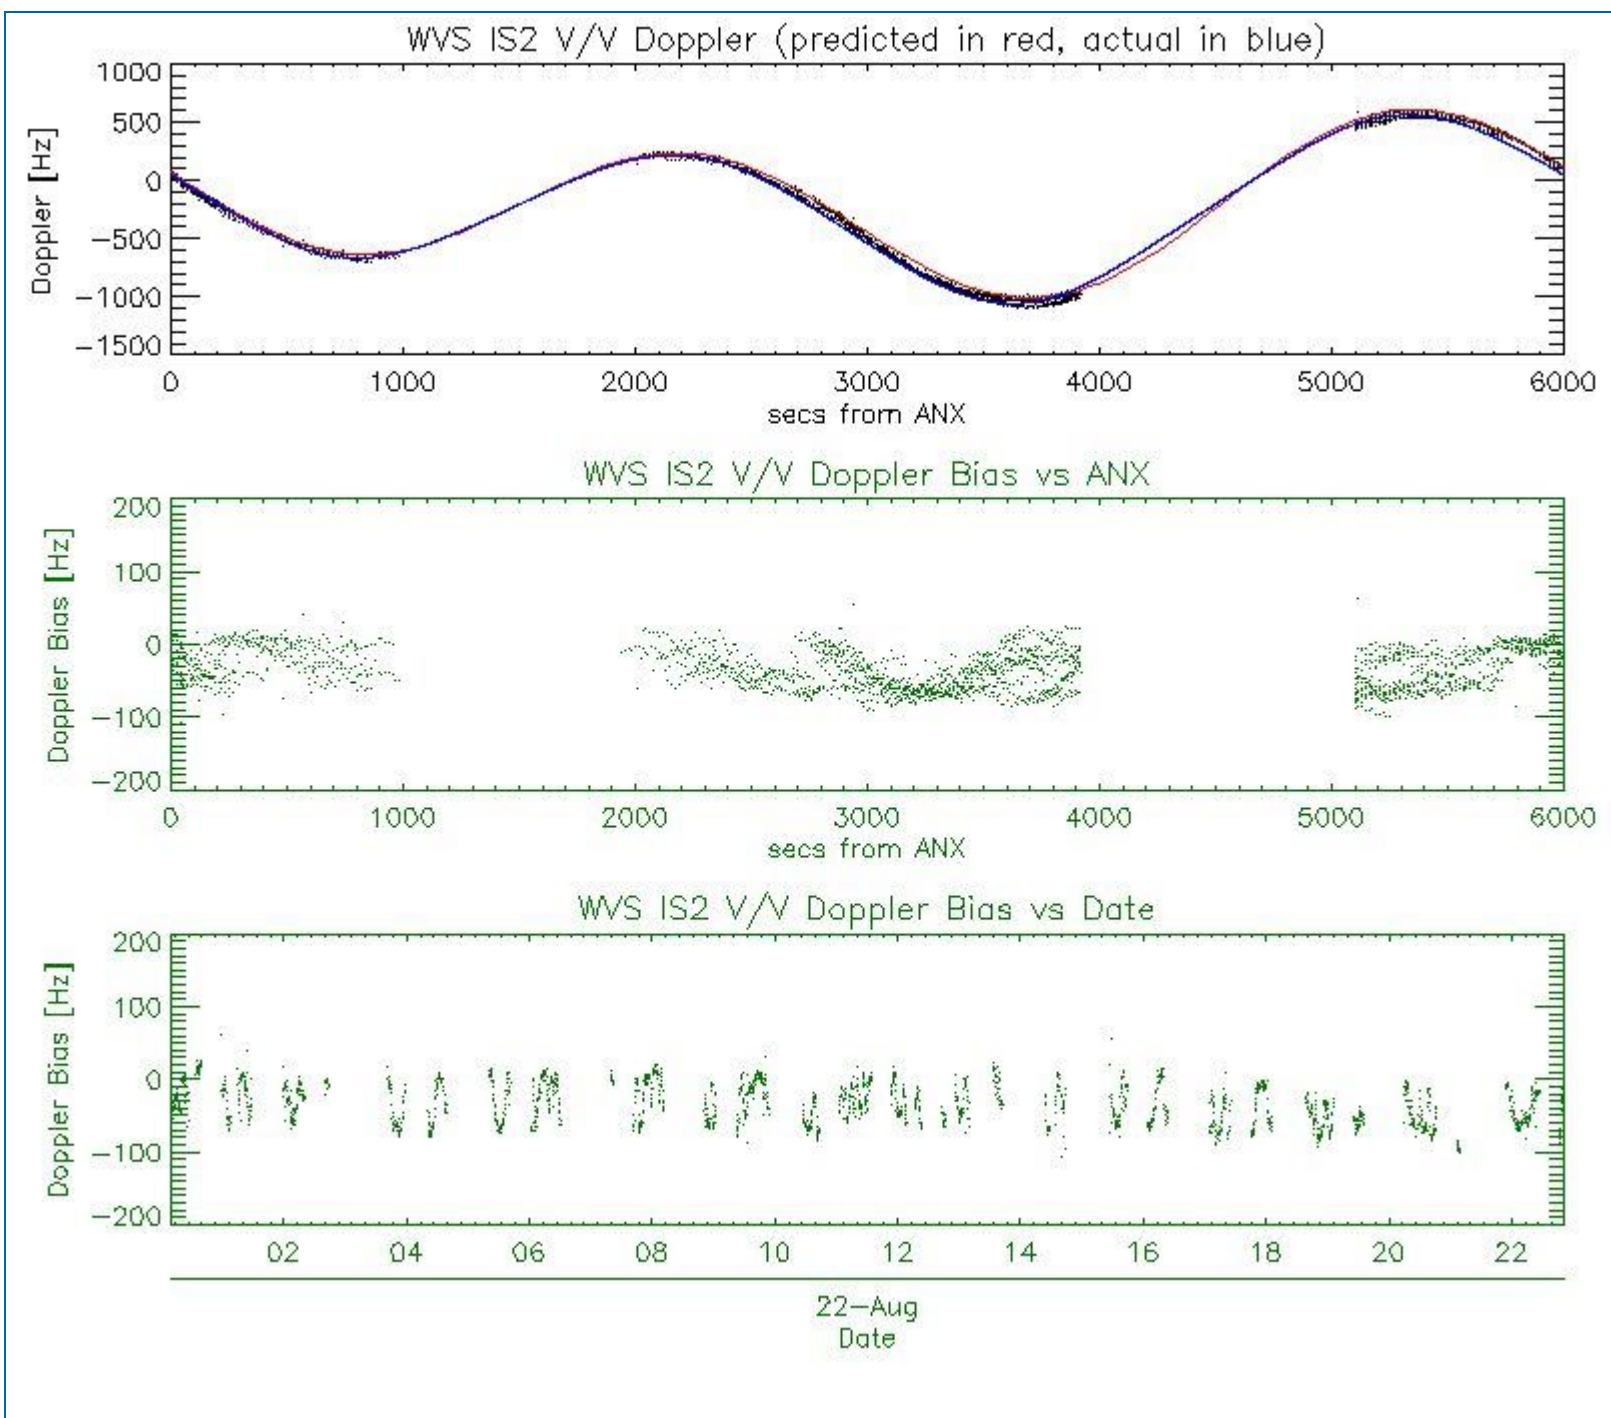 WVS IS2 V/V Doppler (predicted in red, actual in blue)
Doppler [Hz]
1000
500
0
−500
−1000
−1500
0 1000 2000 3000 4000 5000 6000
secs from ANX
WVS IS2 V/V Doppler Bias vs ANX
Doppler Bias [Hz]
200
100
0
−100
−200
0 1000 2000 3000 4000 5000 6000
secs from ANX
WVS IS2 V/V Doppler Bias vs Date
Doppler Bias [Hz]
200
100
0
−100
−200
02 04 06 08 10 12 14 16 18 20 22
22−Aug
Date